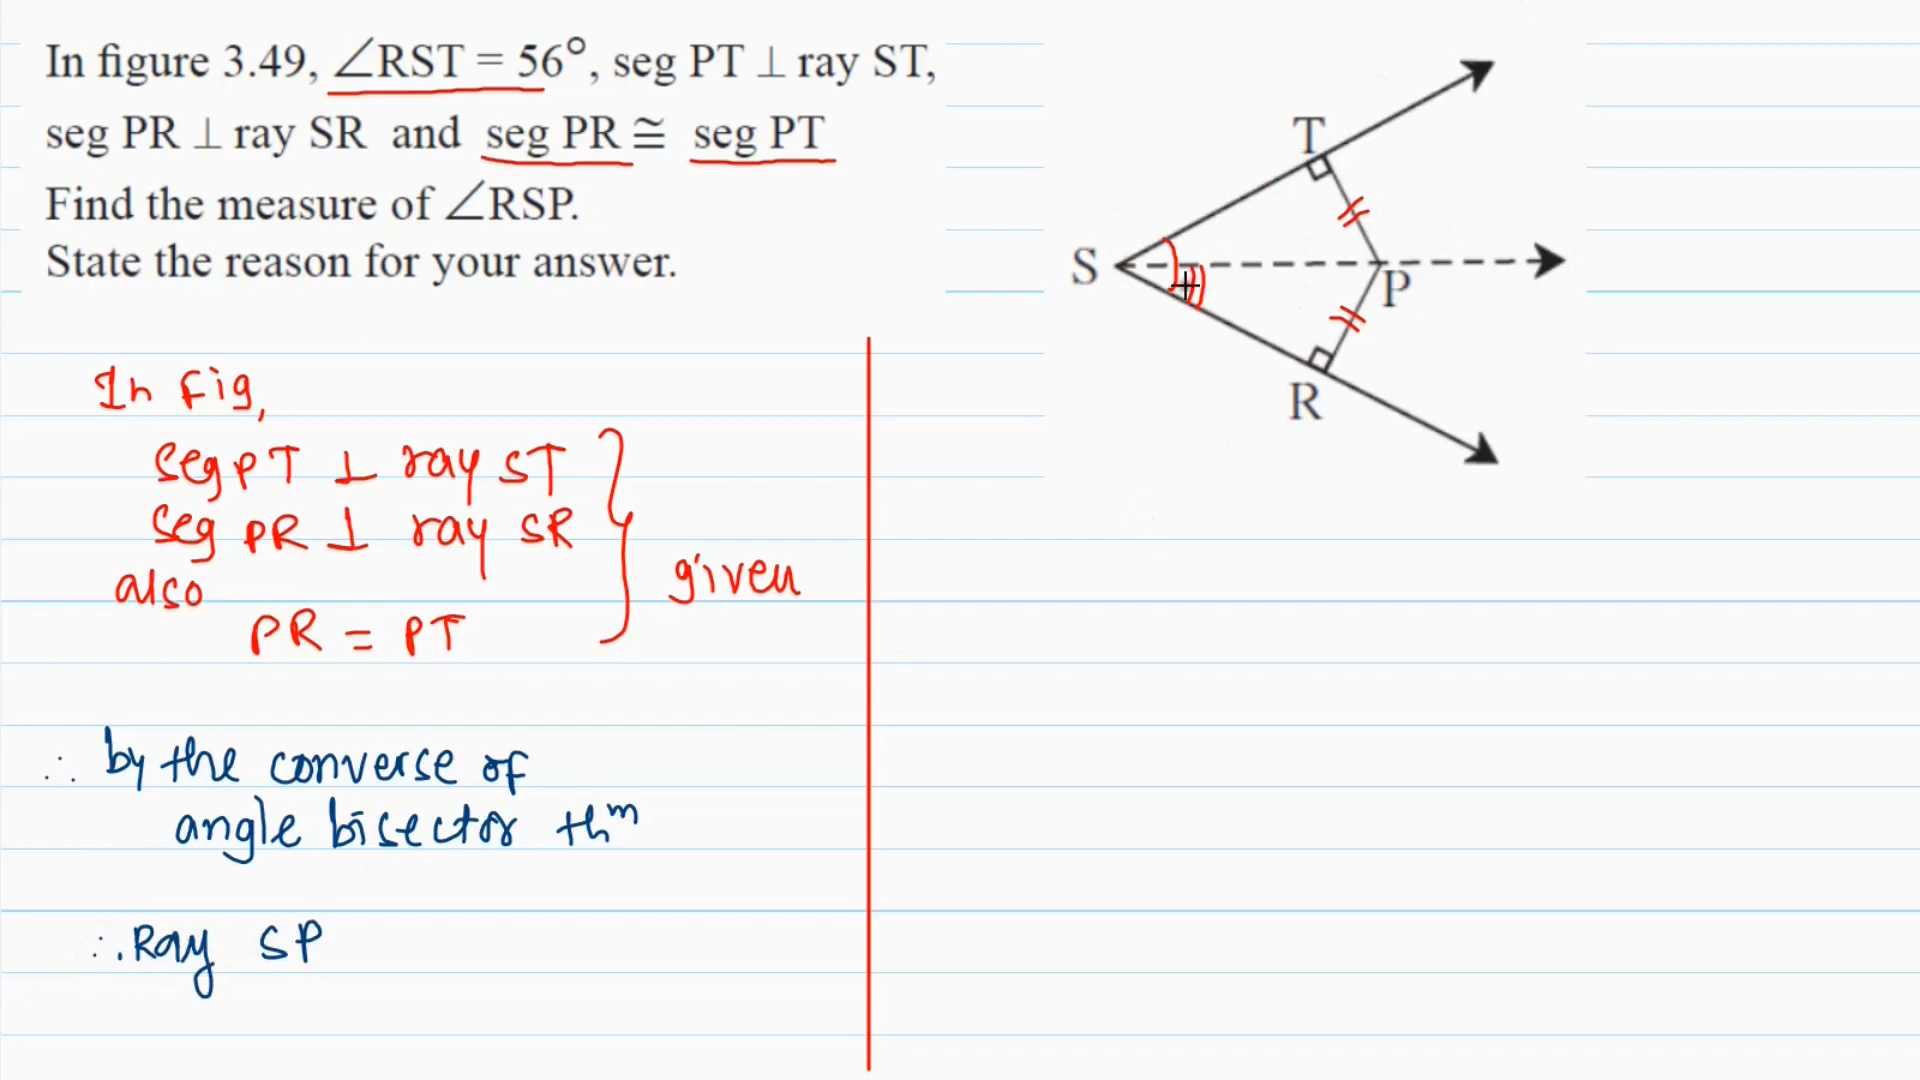 In figure 3.49, ∠RST = 56°, seg PT ⊥ ray ST,
seg PR ⊥ ray SR and seg PR ≅ seg PT
Find the measure of ∠RSP.
State the reason for your answer.
T
S
P
R
In fig,
seg PT ⊥ ray ST
seg PR ⊥ ray SR
also
PR = PT
given
∴ by the converse of
angle bisector thm
∴ Ray SP